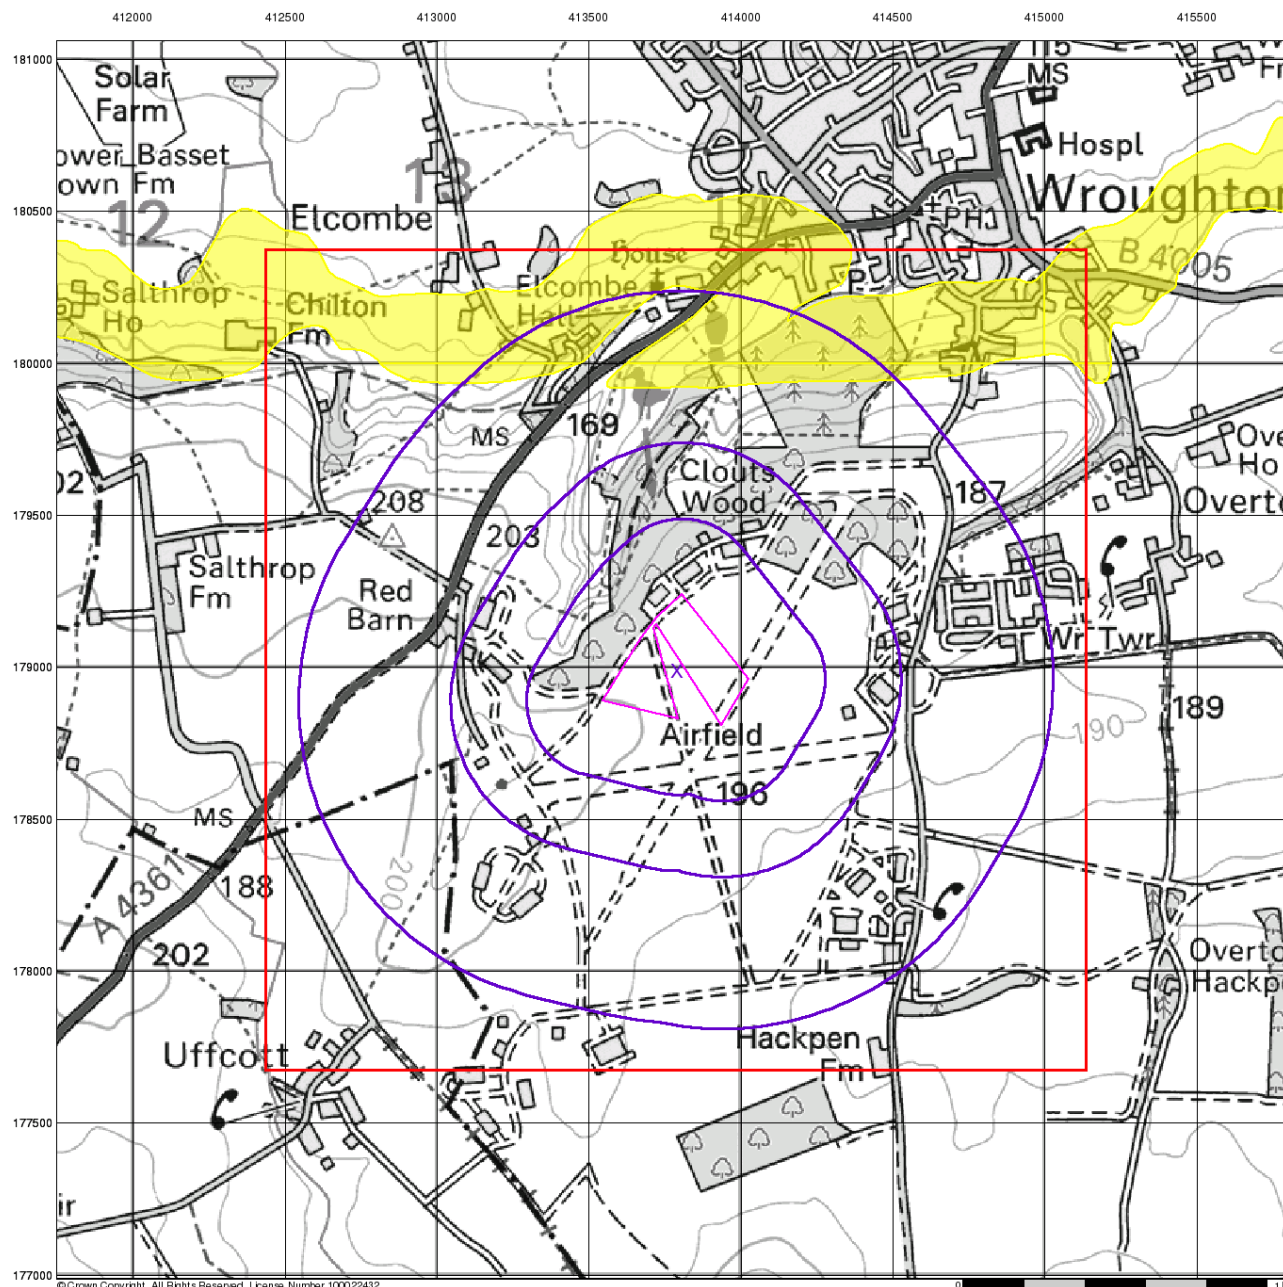 412000 412500 413000 413500 414000 414500 415000 415500
181000
180500
180000
179500
179000
178500
178000
177500
177000
Solar
Farm
MS
Hospl
ower Basset
own Fm
13
12
Elcombe
Wroughton
PH
B 4005
House
Salthrop
Ho
Chilton
Fm
Elcombe
Hall
P
169
MS
Clouts
Wood
02
208
203
187
Ove
Ho
Overto
Salthrop
Fm
Red
Barn
Wr Twr
X
Airfield
189
190
196
MS
188
A 4361
200
202
Overto
Hackpe
Uffcott
Hackpen
Fm
ir
© Crown Copyright. All Rights Reserved. License Number 100022432
0